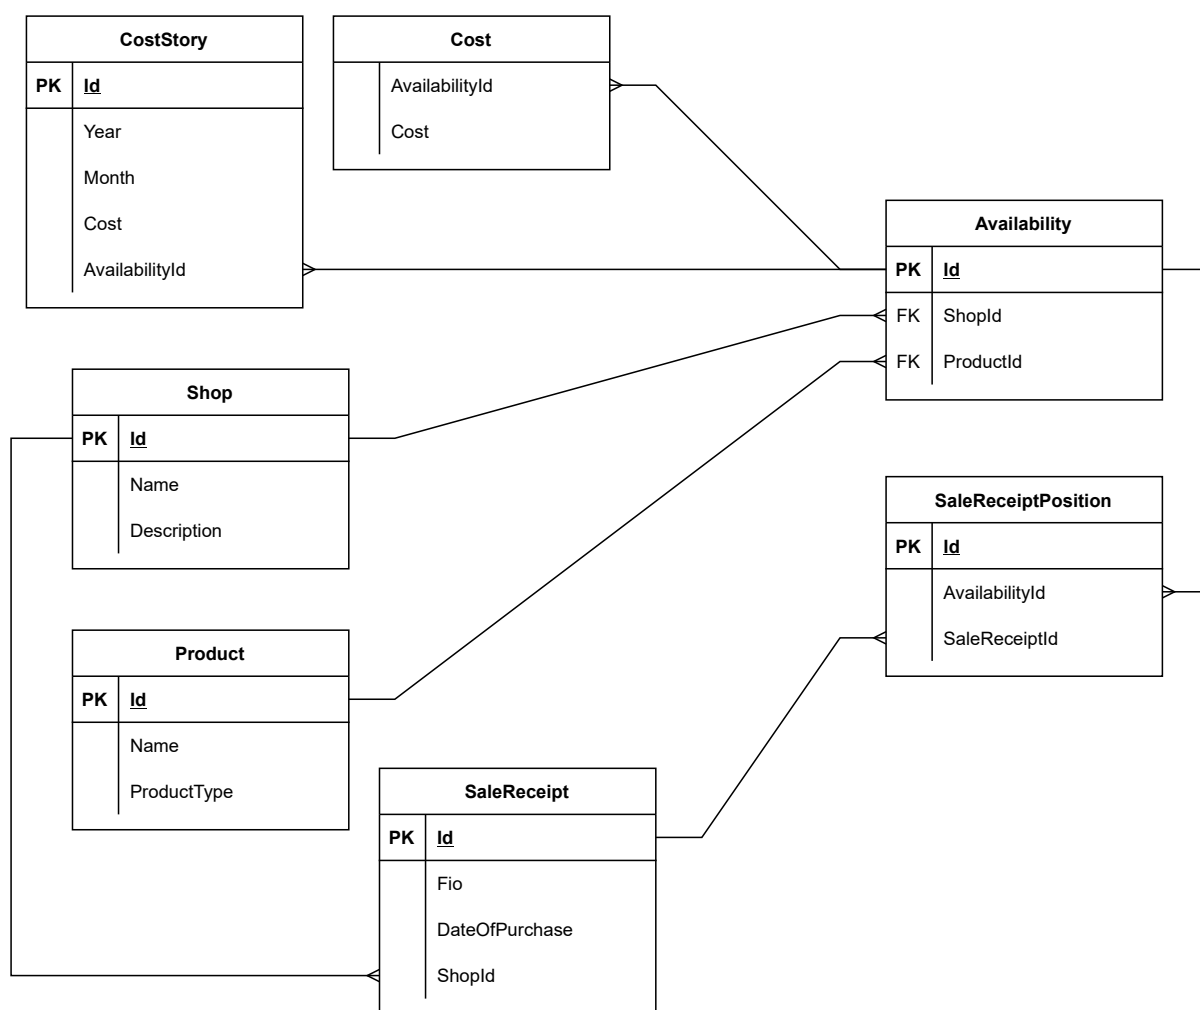 CostStory
PK Id
Year
Month
Cost
AvailabilityId
Cost
AvailabilityId
Cost
Availability
PK Id
FK ShopId
FK ProductId
Shop
PK Id
Name
Description
SaleReceiptPosition
PK Id
AvailabilityId
SaleReceiptId
Product
PK Id
Name
ProductType
SaleReceipt
PK Id
Fio
DateOfPurchase
ShopId